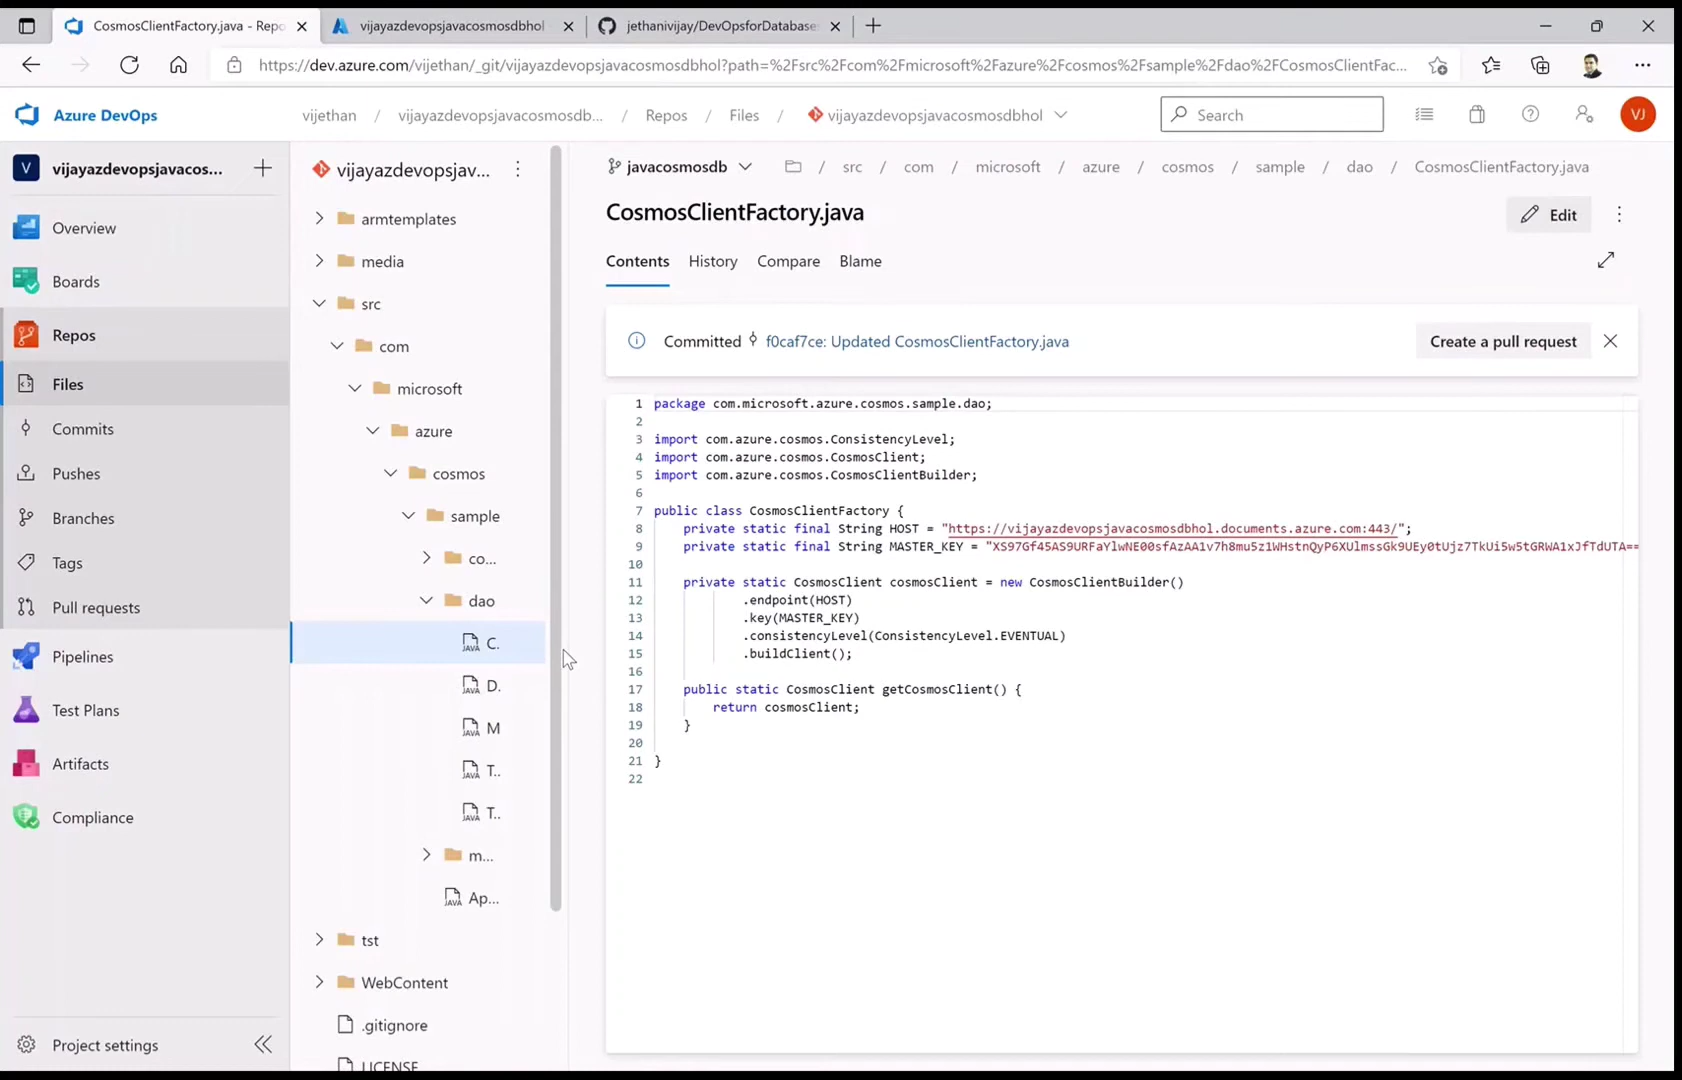 CosmosClientFactory.java - Repo
vijayazdevopsjavacosmosdbhol
jethanivijay/DevOpsforDatabase
https://dev.azure.com/vijethan/_git/vijayazdevopsjavacosmosdbhol?path=%2Fsrc%2Fcom%2Fmicrosoft%2Fazure%2Fcosmos%2Fsample%2Fdao%2FCosmosClientFac...
Azure DevOps
vijethan / vijayazdevopsjavacosmosdb... / Repos / Files / vijayazdevopsjavacosmosdbhol
Search
VJ
V
vijayazdevopsjavacos...
Overview
Boards
Repos
Files
Commits
Pushes
Branches
Tags
Pull requests
Pipelines
Test Plans
Artifacts
Compliance
Project settings
vijayazdevopsjav...
armtemplates
media
src
com
microsoft
azure
cosmos
sample
co...
dao
JAVA C.
JAVA D.
JAVA M
JAVA T..
JAVA T..
m...
JAVA Ap...
tst
WebContent
.gitignore
LICENSE
javacosmosdb / src / com / microsoft / azure / cosmos / sample / dao / CosmosClientFactory.java
CosmosClientFactory.java
Edit
Contents History Compare Blame
Committed f0caf7ce: Updated CosmosClientFactory.java
Create a pull request
1 package com.microsoft.azure.cosmos.sample.dao;
2
3 import com.azure.cosmos.ConsistencyLevel;
4 import com.azure.cosmos.CosmosClient;
5 import com.azure.cosmos.CosmosClientBuilder;
6
7 public class CosmosClientFactory {
8 private static final String HOST = "https://vijayazdevopsjavacosmosdbhol.documents.azure.com:443/";
9 private static final String MASTER_KEY = "XS97Gf45AS9URFaYlwNE00sfAzAA1v7h8mu5z1WHstnQyP6XUlmssGk9UEy0tUjz7TkUi5w5tGRWA1xJfTdUTA==
10
11 private static CosmosClient cosmosClient = new CosmosClientBuilder()
12 .endpoint(HOST)
13 .key(MASTER_KEY)
14 .consistencyLevel(ConsistencyLevel.EVENTUAL)
15 .buildClient();
16
17 public static CosmosClient getCosmosClient() {
18 return cosmosClient;
19 }
20
21 }
22